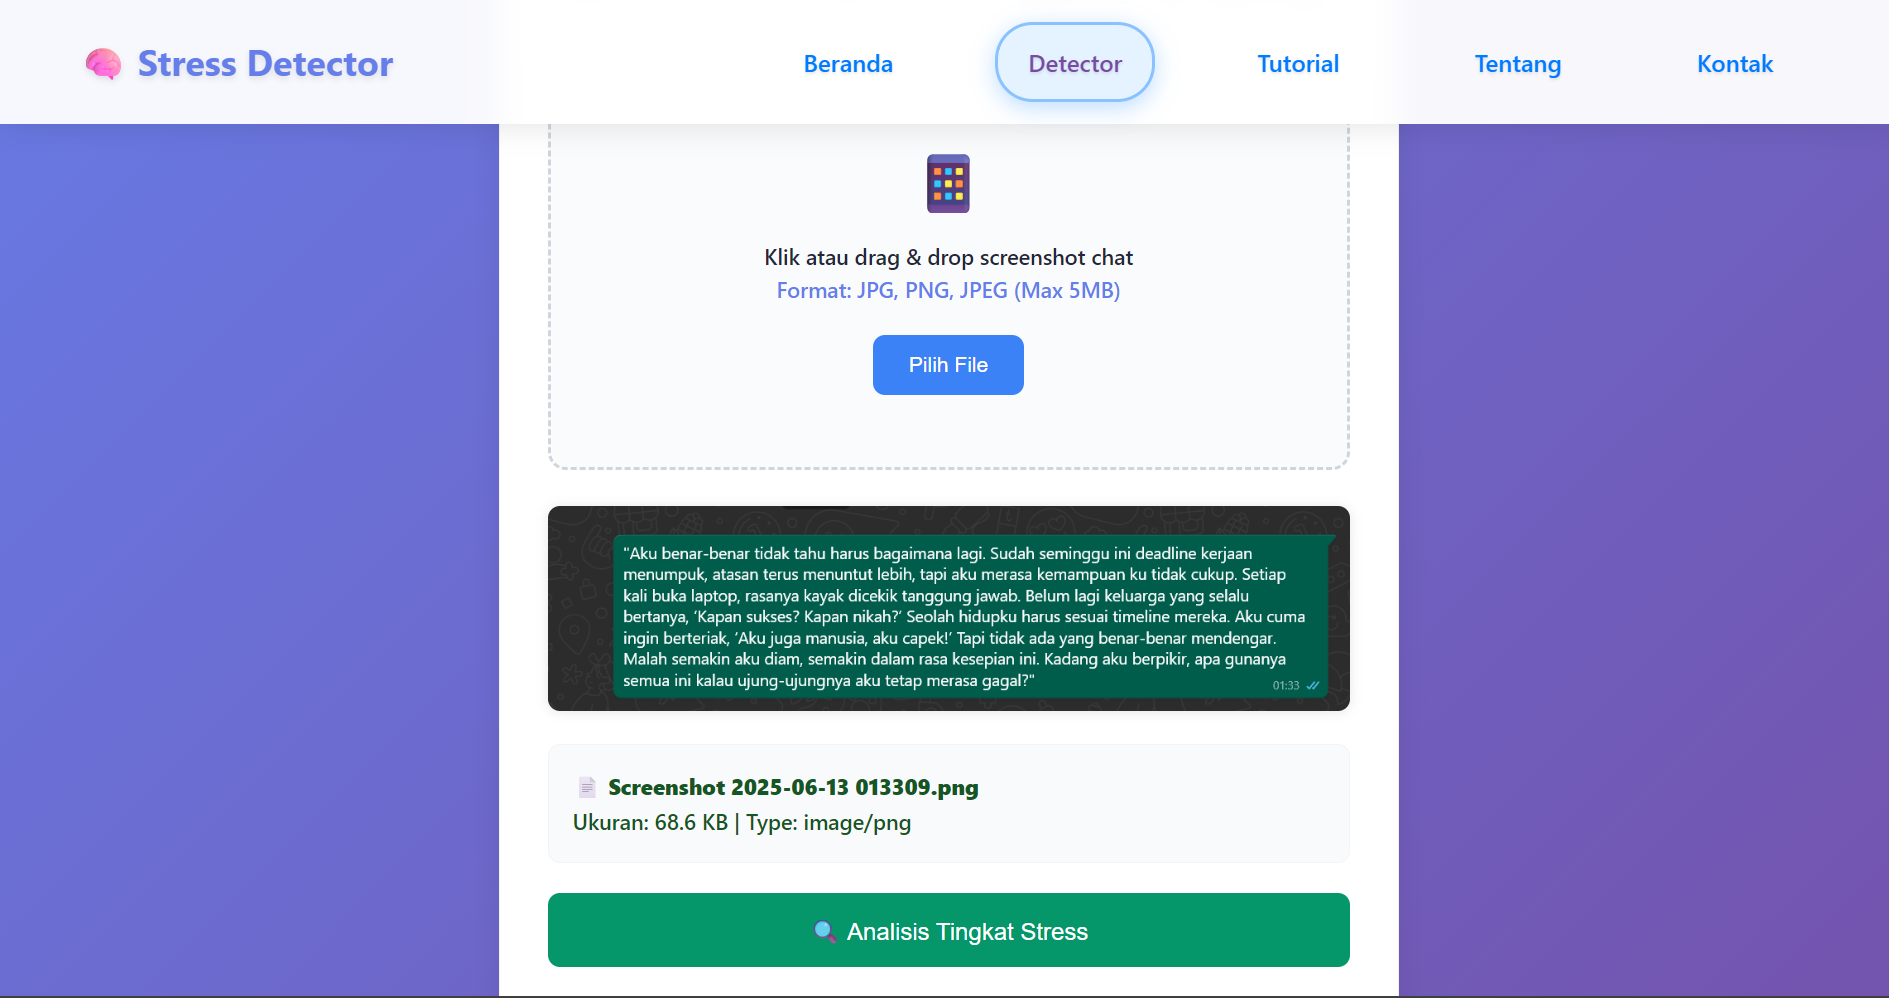 Stress Detector
Beranda
Detector
Tutorial
Tentang
Kontak
Klik atau drag & drop screenshot chat
Format: JPG, PNG, JPEG (Max 5MB)
Pilih File
"Aku benar-benar tidak tahu harus bagaimana lagi. Sudah seminggu ini deadline kerjaan
menumpuk, atasan terus menuntut lebih, tapi aku merasa kemampuan ku tidak cukup. Setiap
kali buka laptop, rasanya kayak dicekik tanggung jawab. Belum lagi keluarga yang selalu
bertanya, ‘Kapan sukses? Kapan nikah?’ Seolah hidupku harus sesuai timeline mereka. Aku cuma
ingin berteriak, ‘Aku juga manusia, aku capek!’ Tapi tidak ada yang benar-benar mendengar.
Malah semakin aku diam, semakin dalam rasa kesepian ini. Kadang aku berpikir, apa gunanya
semua ini kalau ujung-ujungnya aku tetap merasa gagal?"
01:33
Screenshot 2025-06-13 013309.png
Ukuran: 68.6 KB | Type: image/png
Analisis Tingkat Stress